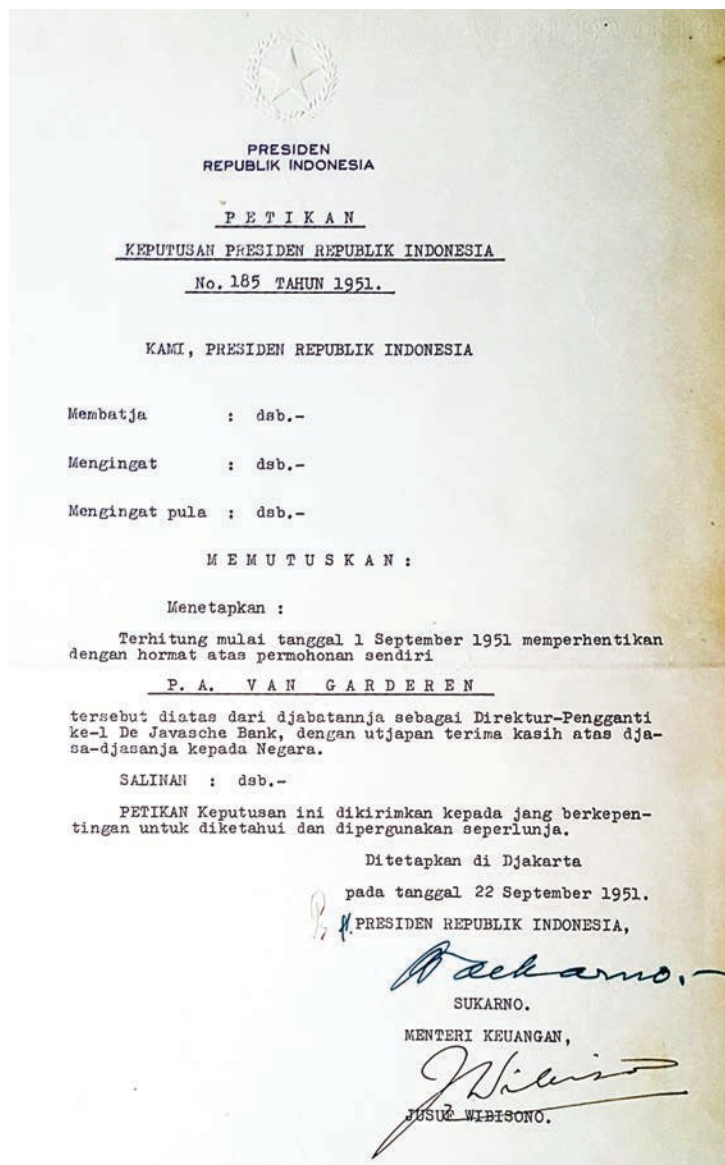 PRESIDEN
REPUBLIK INDONESIA
P E T I K A N
KEPUTUSAN PRESIDEN REPUBLIK INDONESIA
No. 185 TAHUN 1951.
KAMI, PRESIDEN REPUBLIK INDONESIA
Membatja : dsb.-
Mengingat : dsb.-
Mengingat pula : dsb.-
M E M U T U S K A N :
Menetapkan :
Terhitung mulai tanggal 1 September 1951 memperhentikan
dengan hormat atas permohonan sendiri
P. A. V A N G A R D E R E N
tersebut diatas dari djabatannja sebagai Direktur-Pengganti
ke-1 De Javasche Bank, dengan utjapan terima kasih atas dja-
sa-djasanja kepada Negara.
SALINAN : dsb.-
PETIKAN Keputusan ini dikirimkan kepada jang berkepen-
tingan untuk diketahui dan dipergunakan seperlunja.
Ditetapkan di Djakarta
pada tanggal 22 September 1951.
PRESIDEN REPUBLIK INDONESIA,
Soekarno.-
SUKARNO.
MENTERI KEUANGAN,
JWibisono
JUSUF WIBISONO.